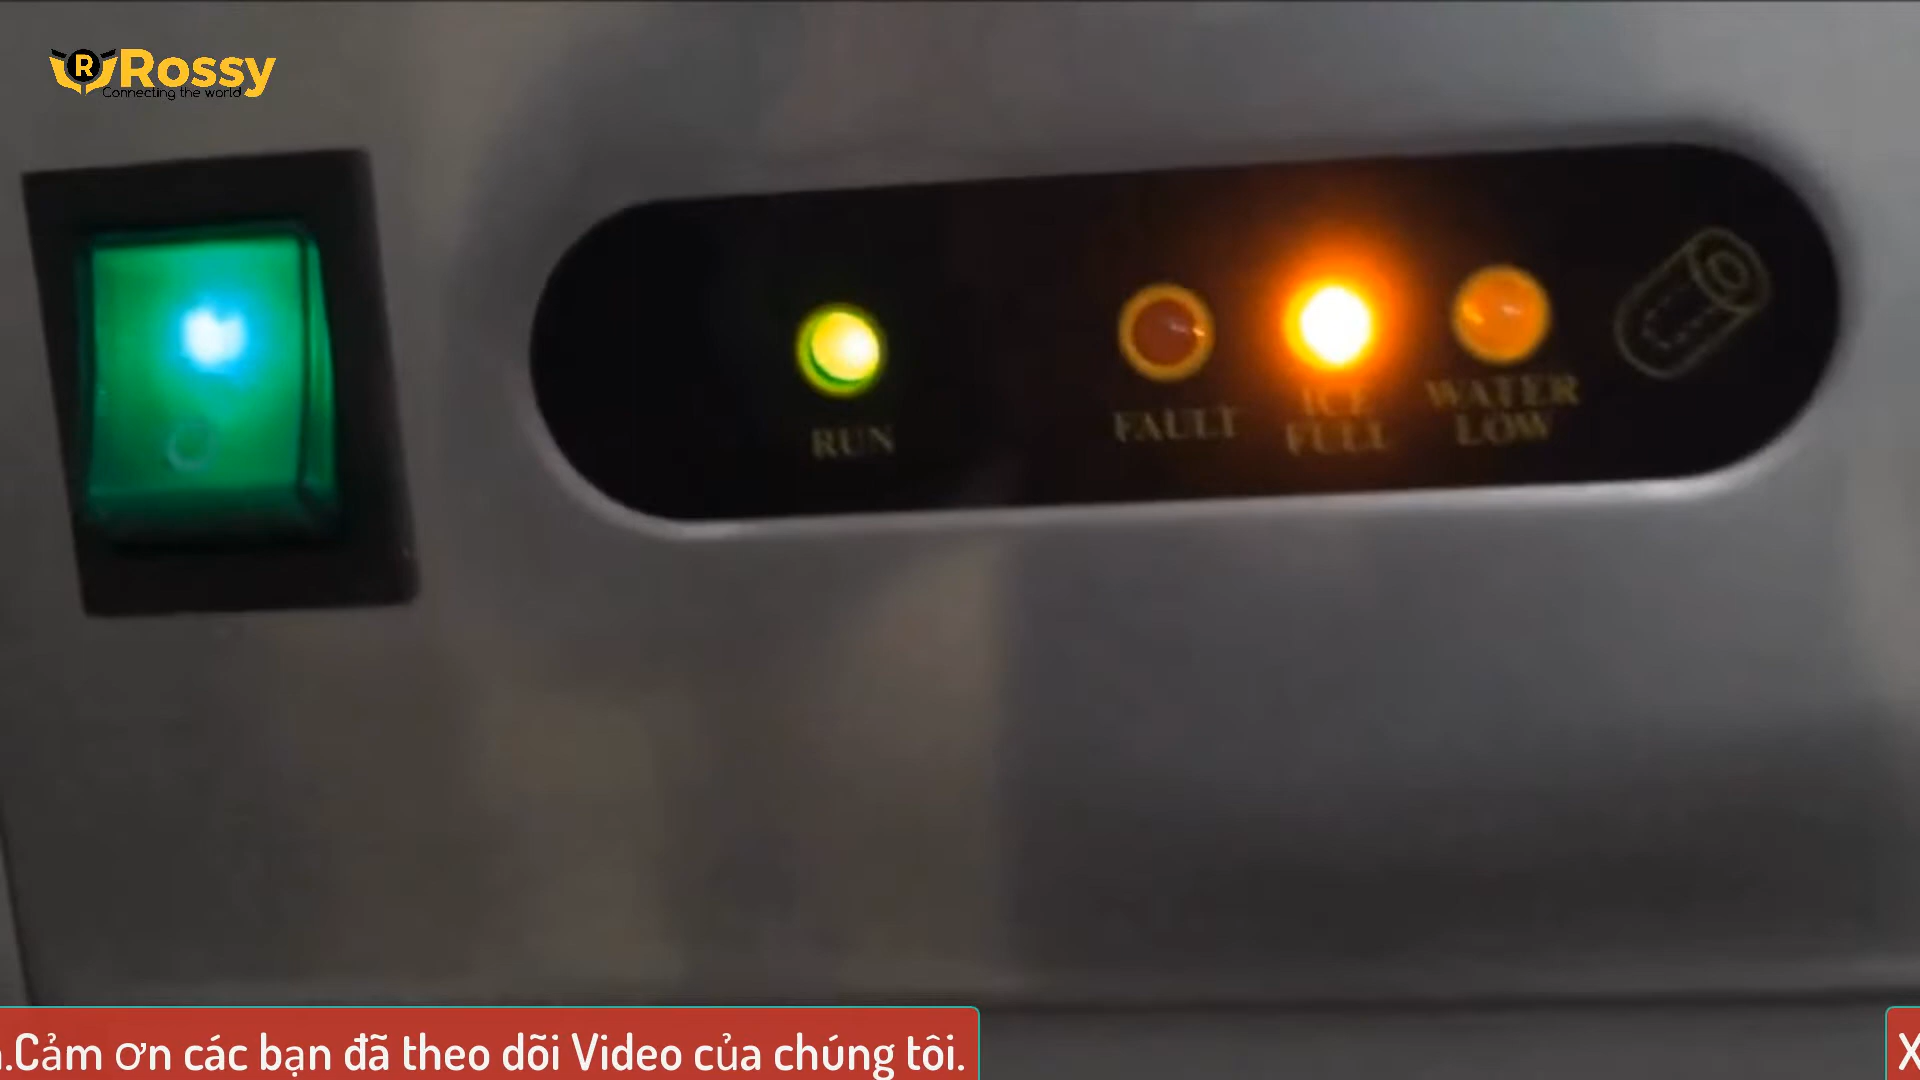 Rossy
Connecting the world
RUN
FAULT
ICE
FULL
WATER
LOW
.Cảm ơn các bạn đã theo dõi Video của chúng tôi.
X